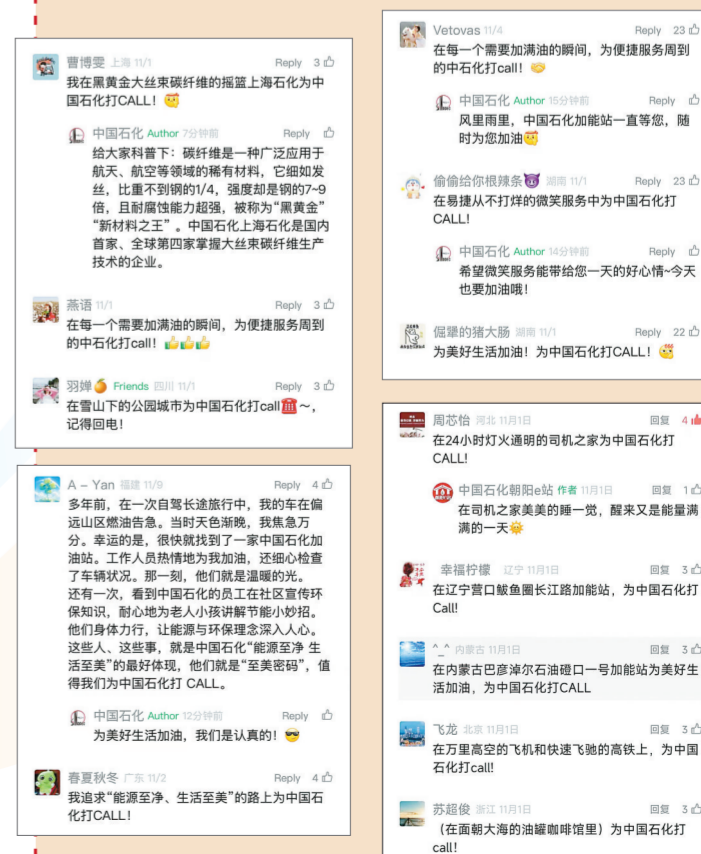 曹博雯 上海 11/1 Reply 3
我在黑黄金大丝束碳纤维的摇篮上海石化为中
国石化打CALL！
中国石化 Author 7分钟前 Reply
给大家科普下：碳纤维是一种广泛应用于
航天、航空等领域的稀有材料，它细如发
丝，比重不到钢的1/4，强度却是钢的7~9
倍，且耐腐蚀能力超强，被称为“黑黄金”
“新材料之王”。中国石化上海石化是国内
首家、全球第四家掌握大丝束碳纤维生产
技术的企业。
燕语 11/1 Reply 3
在每一个需要加满油的瞬间，为便捷服务周到
的中石化打call！👍👍👍
羽婵🍊 Friends 四川 11/1 Reply 3
在雪山下的公园城市为中国石化打call☎️～，
记得回电！
A – Yan 福建 11/9 Reply 4
多年前，在一次自驾长途旅行中，我的车在偏
远山区燃油告急。当时天色渐晚，我焦急万
分。幸运的是，很快就找到了一家中国石化加
油站。工作人员热情地为我加油，还细心检查
了车辆状况。那一刻，他们就是温暖的光。
还有一次，看到中国石化的员工在社区宣传环
保知识，耐心地为老人小孩讲解节能小妙招。
他们身体力行，让能源与环保理念深入人心。
这些人、这些事，就是中国石化“能源至净 生
活至美”的最好体现，他们就是“至美密码”，值
得我们为中国石化打 CALL。
中国石化 Author 12分钟前 Reply
为美好生活加油，我们是认真的！😎
春夏秋冬 广东 11/2 Reply 4
我追求“能源至净、生活至美”的路上为中国石
化打CALL！
Vetovas 11/4 Reply 23
在每一个需要加满油的瞬间，为便捷服务周到
的中石化打call！
中国石化 Author 15分钟前 Reply
风里雨里，中国石化加能站一直等您，随
时为您加油
偷偷给你根辣条😈 湖南 11/1 Reply 23
在易捷从不打烊的微笑服务中为中国石化打
CALL！
中国石化 Author 14分钟前 Reply
希望微笑服务能带给您一天的好心情~今天
也要加油哦！
倔犟的猪大肠 湖南 11/1 Reply 22
为美好生活加油！为中国石化打CALL！
周芯怡 河北 11月1日 回复 4
在24小时灯火通明的司机之家为中国石化打
CALL!
中国石化朝阳e站 作者 11月1日 回复 1
在司机之家美美的睡一觉，醒来又是能量满
满的一天☀️
幸福柠檬 辽宁 11月1日 回复 3
在辽宁营口鲅鱼圈长江路加能站，为中国石化打
Call!
^_^ 内蒙古 11月1日 回复 3
在内蒙古巴彦淖尔石油磴口一号加能站为美好生
活加油，为中国石化打CALL
飞龙 北京 11月1日 回复 3
在万里高空的飞机和快速飞驰的高铁上，为中国
石化打call!
苏超俊 浙江 11月1日 回复 3
（在面朝大海的油罐咖啡馆里）为中国石化打
call！